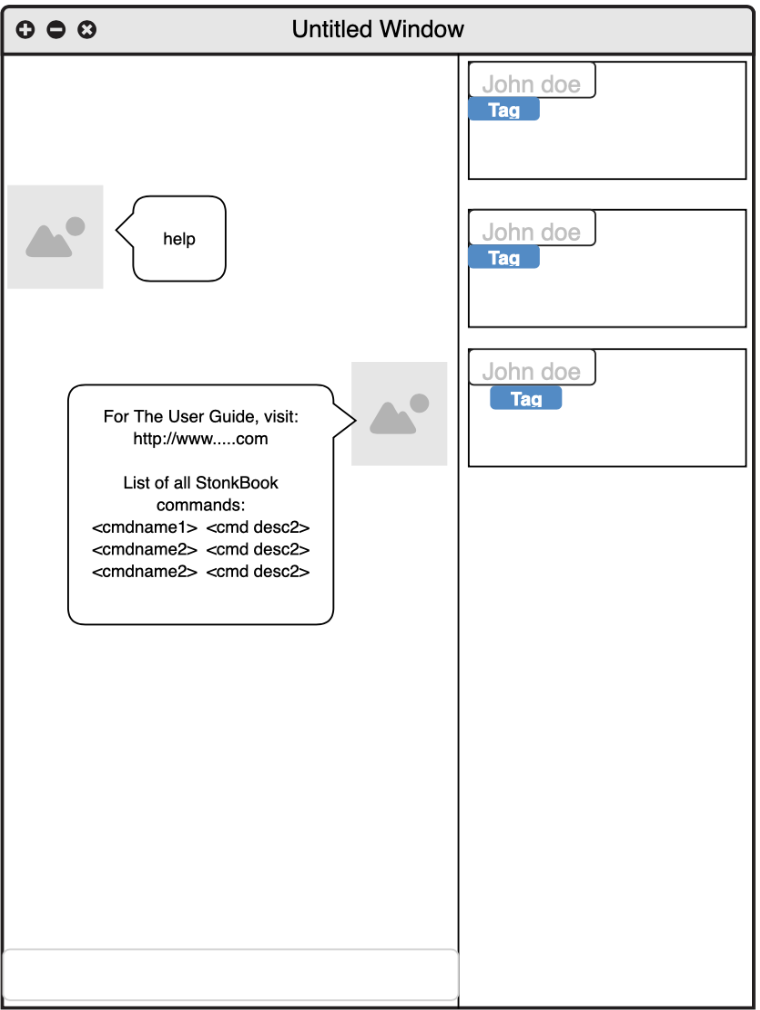 Untitled Window
help
For The User Guide, visit:
http://www.....com
List of all StonkBook
commands:
<cmdname1> <cmd desc2>
<cmdname2> <cmd desc2>
<cmdname2> <cmd desc2>
John doe
Tag
John doe
Tag
John doe
Tag